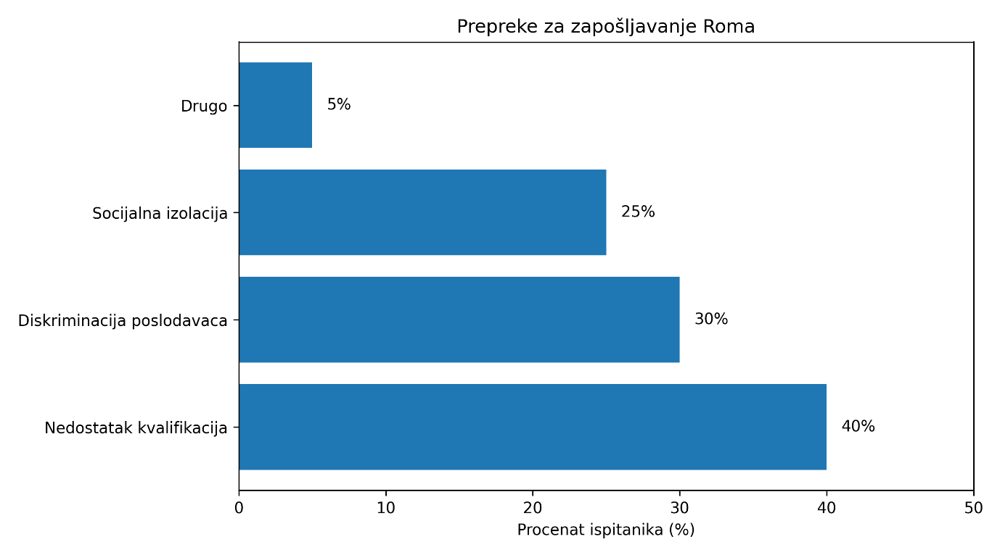 Prepreke za zapošljavanje Roma
Drugo
5%
Socijalna izolacija
25%
Diskriminacija poslodavaca
30%
Nedostatak kvalifikacija
40%
0 10 20 30 40 50
Procenat ispitanika (%)